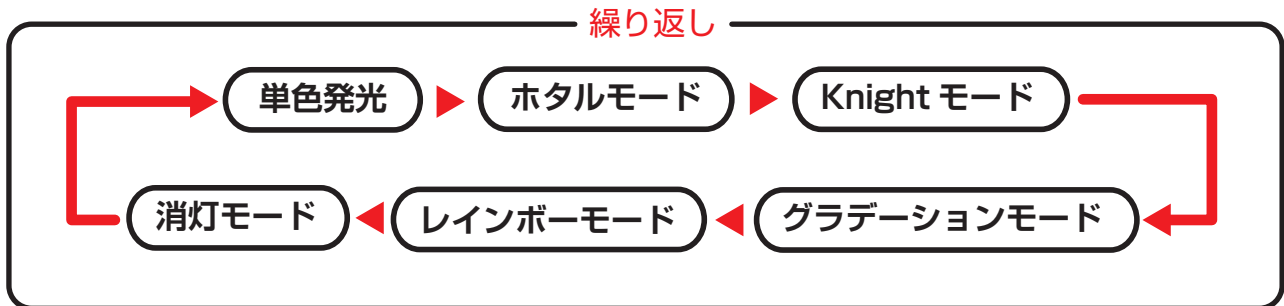 繰り返し
単色発光
ホタルモード
Knight モード
グラデーションモード
レインボーモード
消灯モード